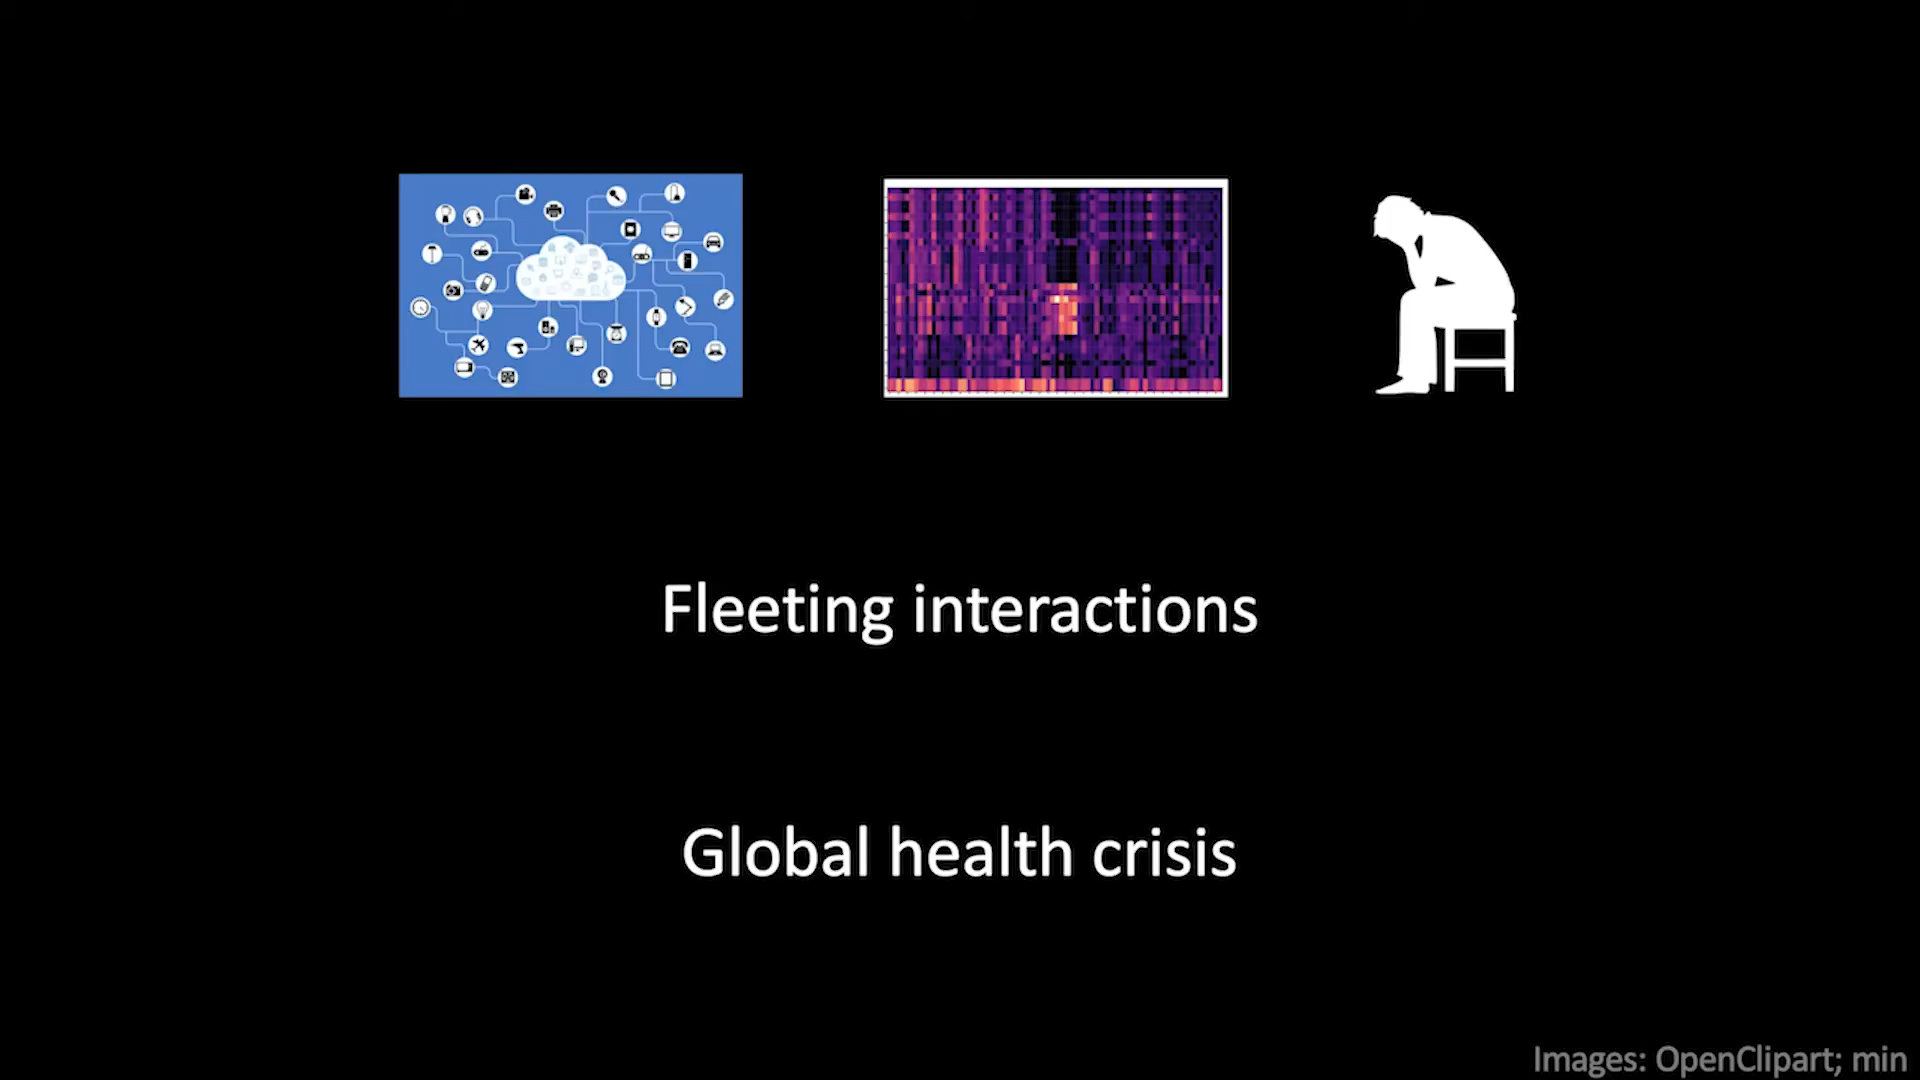 Fleeting interactions
Global health crisis
Images: OpenClipart; min